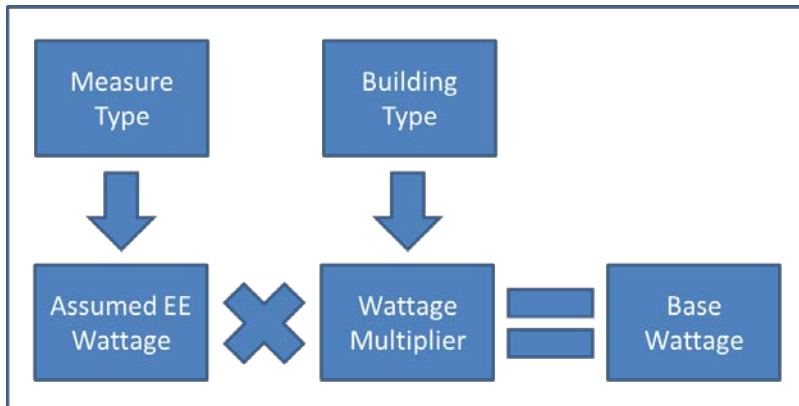 Measure
Type
Building
Type
Assumed EE
Wattage
Wattage
Multiplier
Base
Wattage